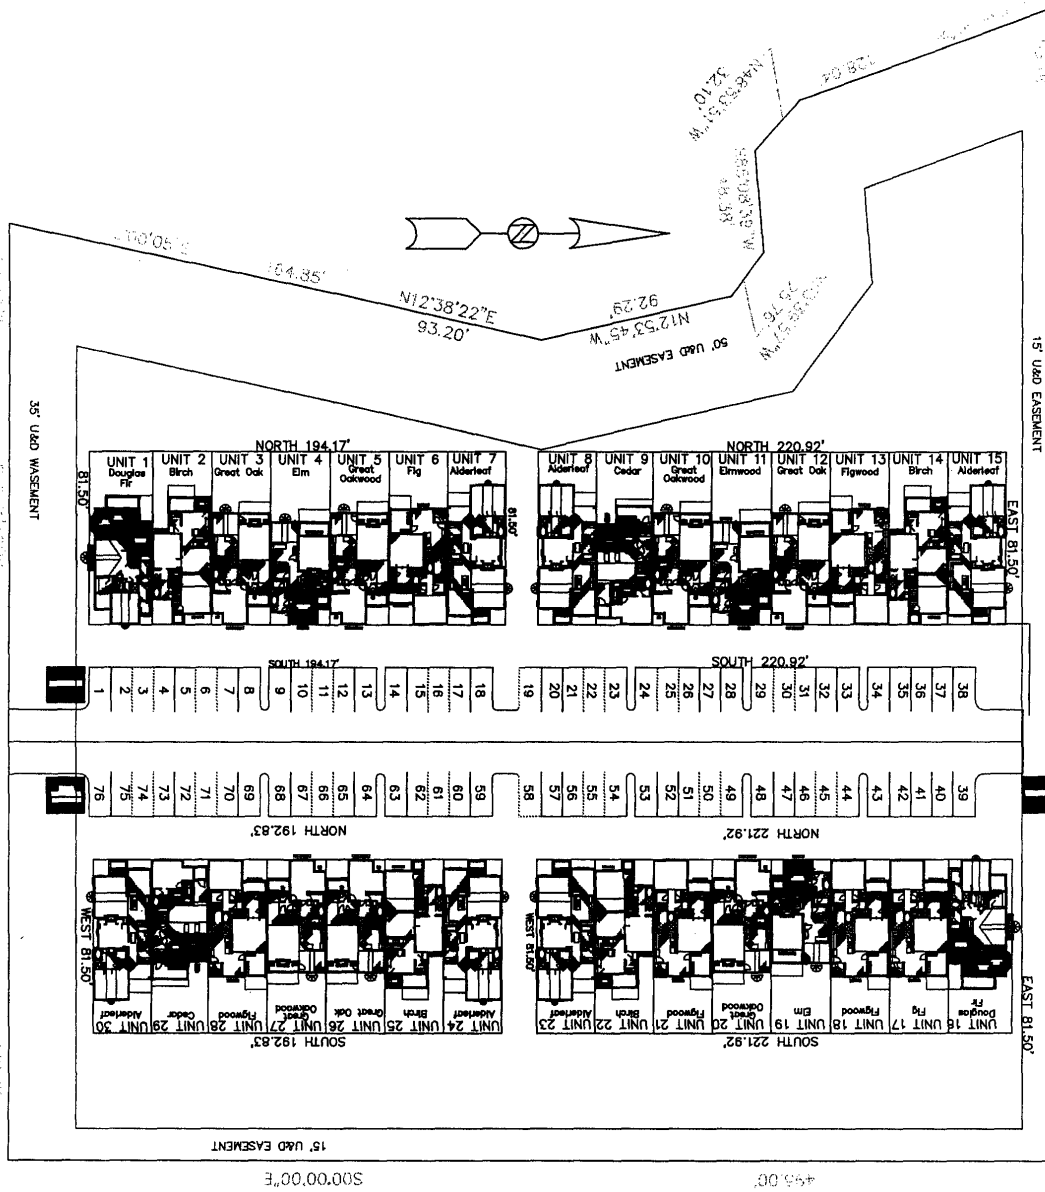 N48°53'51"W
32.10'
128.04'
48.38'
164.85'
N12°38'22"E
93.20'
92.29'
N12°53'45"W
25.76'
50' U&D EASEMENT
15' U&D EASEMENT
35' U&D WASEMENT
NORTH 194.17'
NORTH 220.92'
UNIT 1
Douglas
Fir
UNIT 2
Birch
UNIT 3
Great Oak
UNIT 4
Elm
UNIT 5
Great
Oakwood
UNIT 6
Fig
UNIT 7
Alderleaf
UNIT 8
Alderleaf
UNIT 9
Cedar
UNIT 10
Great
Oakwood
UNIT 11
Elmwood
UNIT 12
Great Oak
UNIT 13
Figwood
UNIT 14
Birch
UNIT 15
Alderleaf
81.50'
81.50'
EAST 81.50'
SOUTH 194.17'
SOUTH 220.92'
1 2 3 4 5 6 7 8 9 10 11 12 13 14 15 16 17 18 19 20 21 22 23 24 25 26 27 28 29 30 31 32 33 34 35 36 37 38
76 75 74 73 72 71 70 69 68 67 66 65 64 63 62 61 60 59 58 57 56 55 54 53 52 51 50 49 48 47 46 45 44 43 42 41 40 39
NORTH 192.83'
NORTH 221.92'
WEST 81.50'
WEST 81.50'
EAST 81.50'
UNIT 30
Alderleaf
UNIT 29
Cedar
UNIT 28
Figwood
UNIT 27
Great
Oakwood
UNIT 26
Great Oak
UNIT 25
Birch
UNIT 24
Alderleaf
UNIT 23
Alderleaf
UNIT 22
Birch
UNIT 21
Figwood
UNIT 20
Great
Oakwood
UNIT 19
Elm
UNIT 18
Figwood
UNIT 17
Fig
UNIT 16
Douglas
Fir
SOUTH 192.83'
SOUTH 221.92'
15' U&D EASEMENT
S00°00'00"E
495.00'